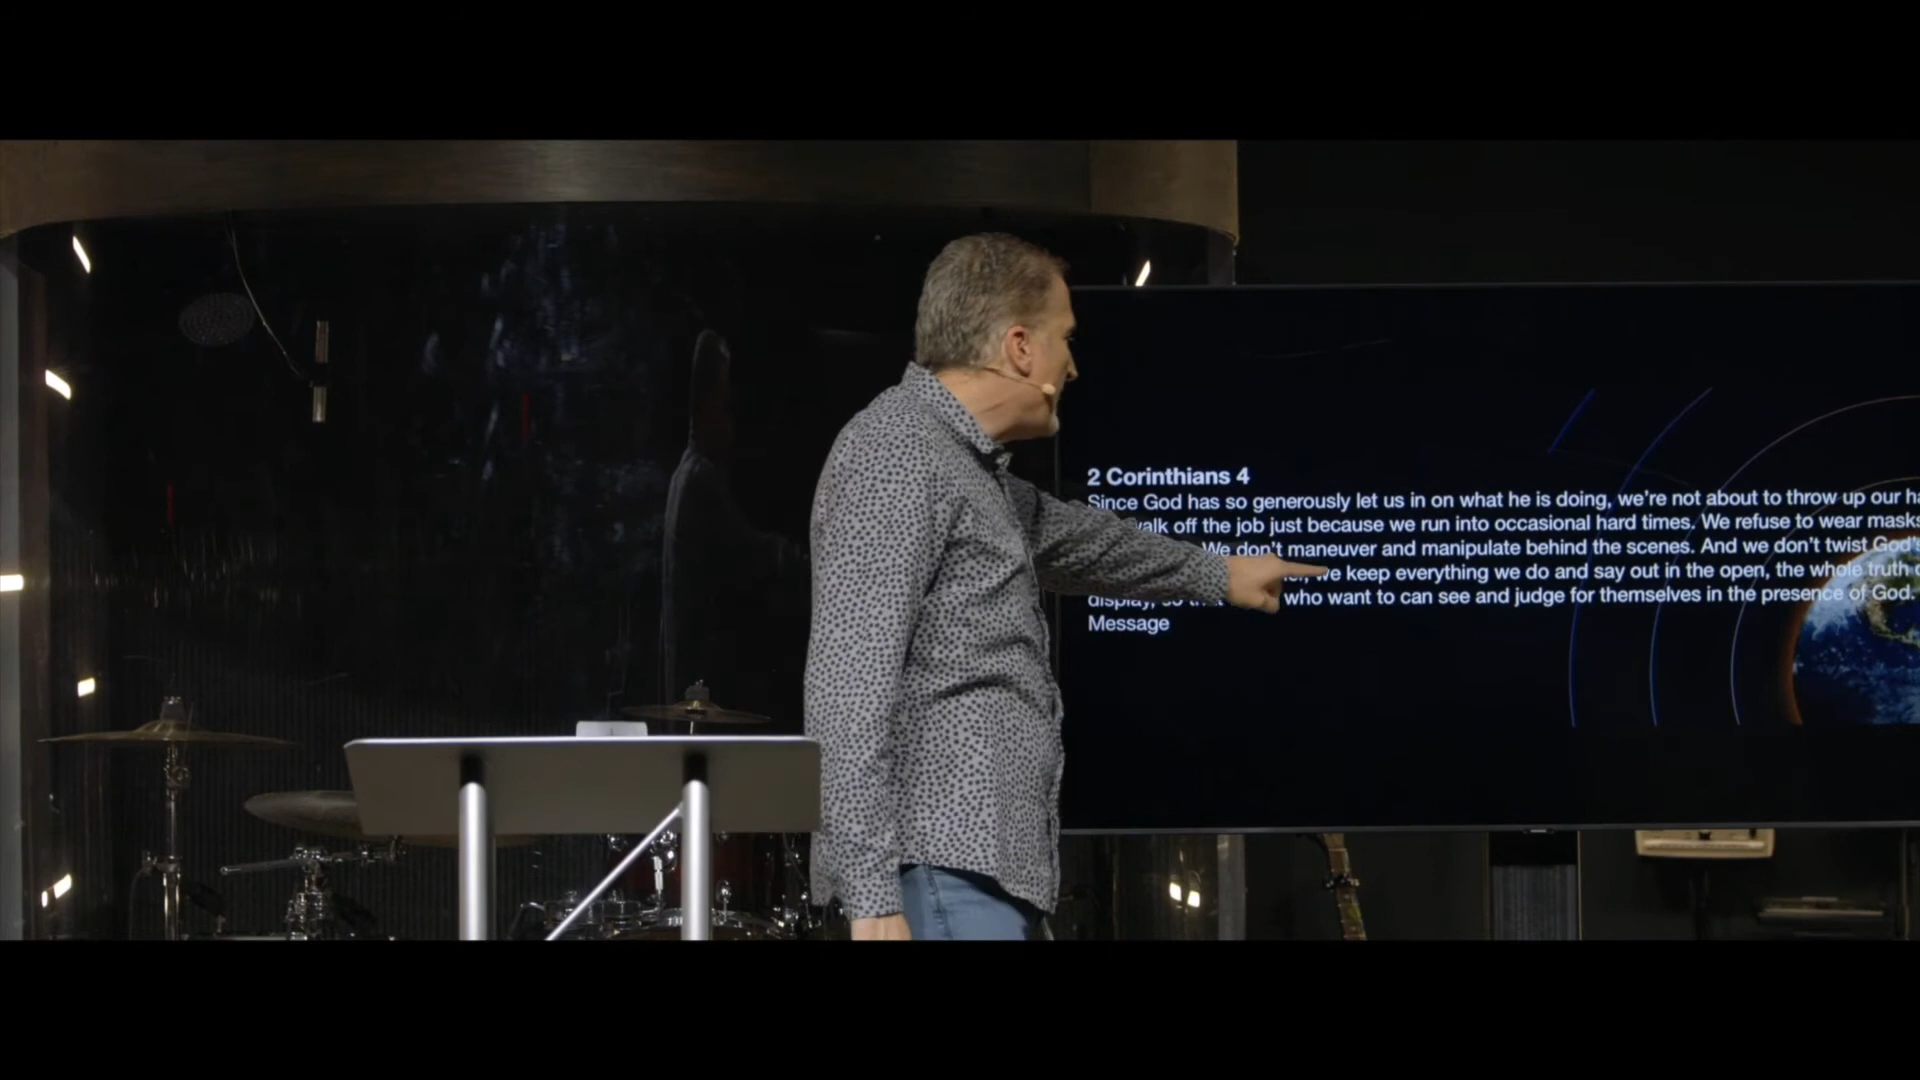 2 Corinthians 4
Since God has so generously let us in on what he is doing, we're not about to throw up our
walk off the job just because we run into occasional hard times. We refuse to wear masks
We don't maneuver and manipulate behind the scenes. And we don't twist God's
we keep everything we do and say out in the open, the whole truth
display, so that who want to can see and judge for themselves in the presence of God.
Message